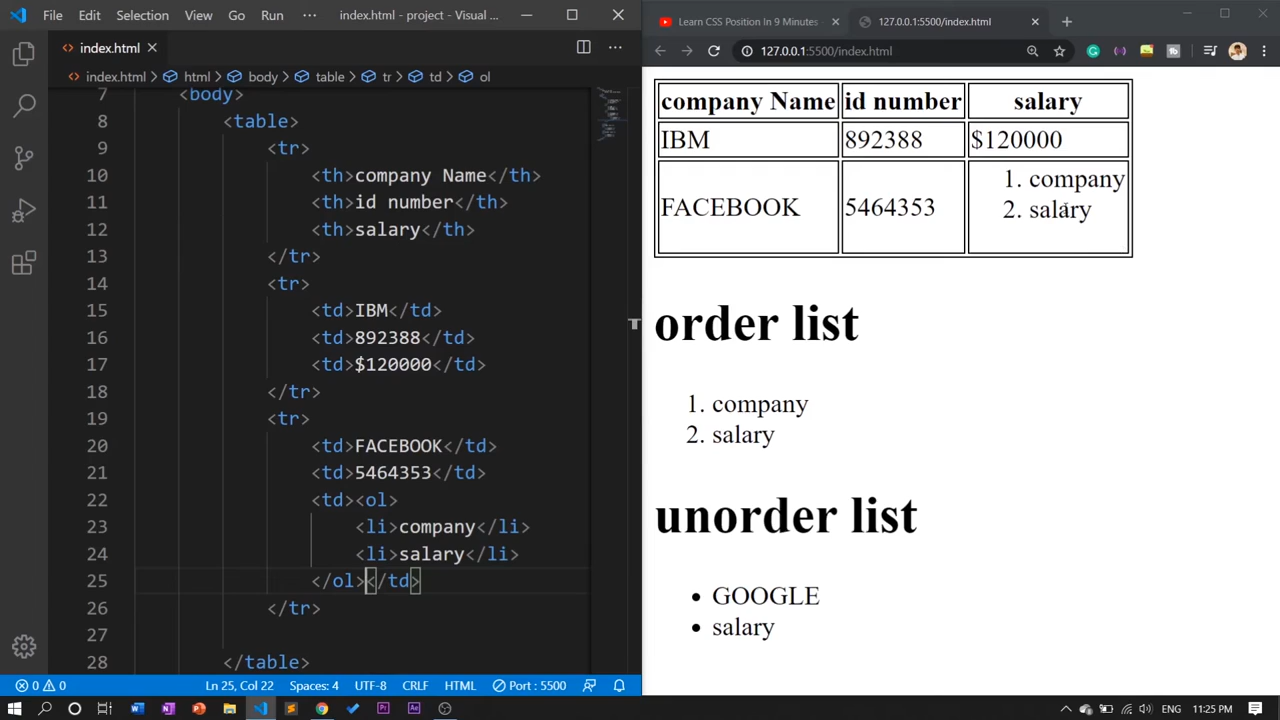 File Edit Selection View Go Run ··· index.html - project - Visual ...
index.html
index.html > html > body > table > tr > td > ol
7 <body>
8 <table>
9 <tr>
10 <th>company Name</th>
11 <th>id number</th>
12 <th>salary</th>
13 </tr>
14 <tr>
15 <td>IBM</td>
16 <td>892388</td>
17 <td>$120000</td>
18 </tr>
19 <tr>
20 <td>FACEBOOK</td>
21 <td>5464353</td>
22 <td><ol>
23 <li>company</li>
24 <li>salary</li>
25 </ol></td>
26 </tr>
27
28 </table>
0 0 Ln 25, Col 22 Spaces: 4 UTF-8 CRLF HTML Port : 5500
Learn CSS Position In 9 Minutes 127.0.0.1:5500/index.html
127.0.0.1:5500/index.html
company Name id number salary
IBM 892388 $120000
FACEBOOK 5464353 1. company
2. salary
order list
1. company
2. salary
unorder list
• GOOGLE
• salary
ENG 11:25 PM